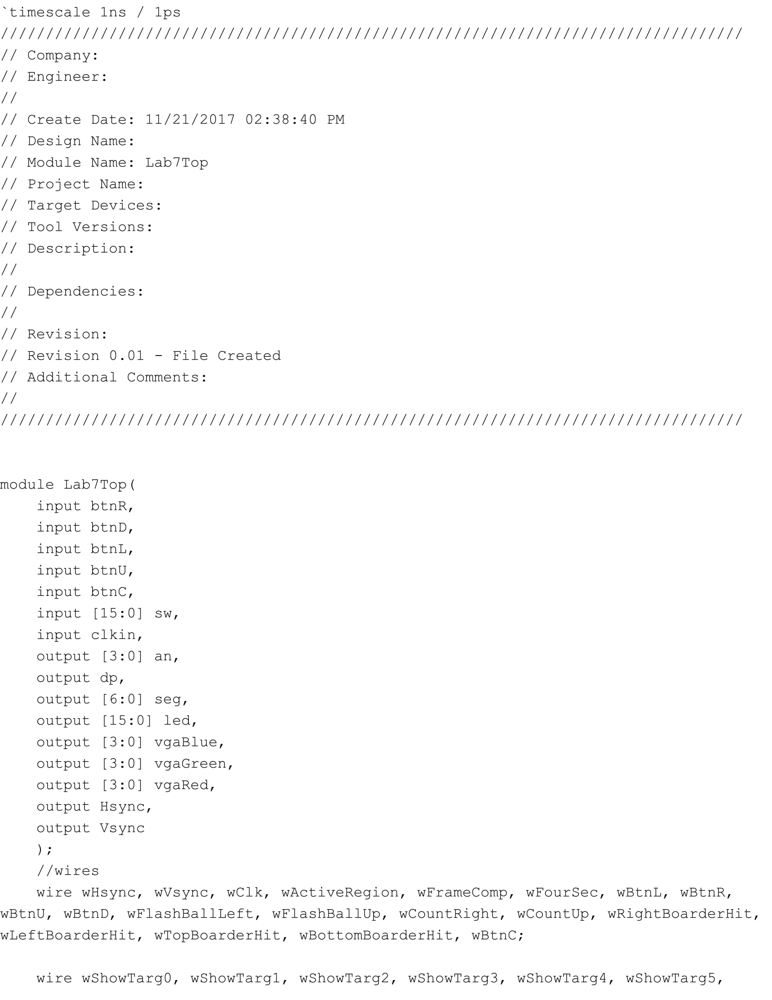 `timescale 1ns / 1ps
//////////////////////////////////////////////////////////////////////////////////
// Company:
// Engineer:
//
// Create Date: 11/21/2017 02:38:40 PM
// Design Name:
// Module Name: Lab7Top
// Project Name:
// Target Devices:
// Tool Versions:
// Description:
//
// Dependencies:
//
// Revision:
// Revision 0.01 - File Created
// Additional Comments:
//
//////////////////////////////////////////////////////////////////////////////////
module Lab7Top(
    input btnR,
    input btnD,
    input btnL,
    input btnU,
    input btnC,
    input [15:0] sw,
    input clkin,
    output [3:0] an,
    output dp,
    output [6:0] seg,
    output [15:0] led,
    output [3:0] vgaBlue,
    output [3:0] vgaGreen,
    output [3:0] vgaRed,
    output Hsync,
    output Vsync
    );
    //wires
    wire wHsync, wVsync, wClk, wActiveRegion, wFrameComp, wFourSec, wBtnL, wBtnR,
wBtnU, wBtnD, wFlashBallLeft, wFlashBallUp, wCountRight, wCountUp, wRightBoarderHit,
wLeftBoarderHit, wTopBoarderHit, wBottomBoarderHit, wBtnC;
    wire wShowTarg0, wShowTarg1, wShowTarg2, wShowTarg3, wShowTarg4, wShowTarg5,